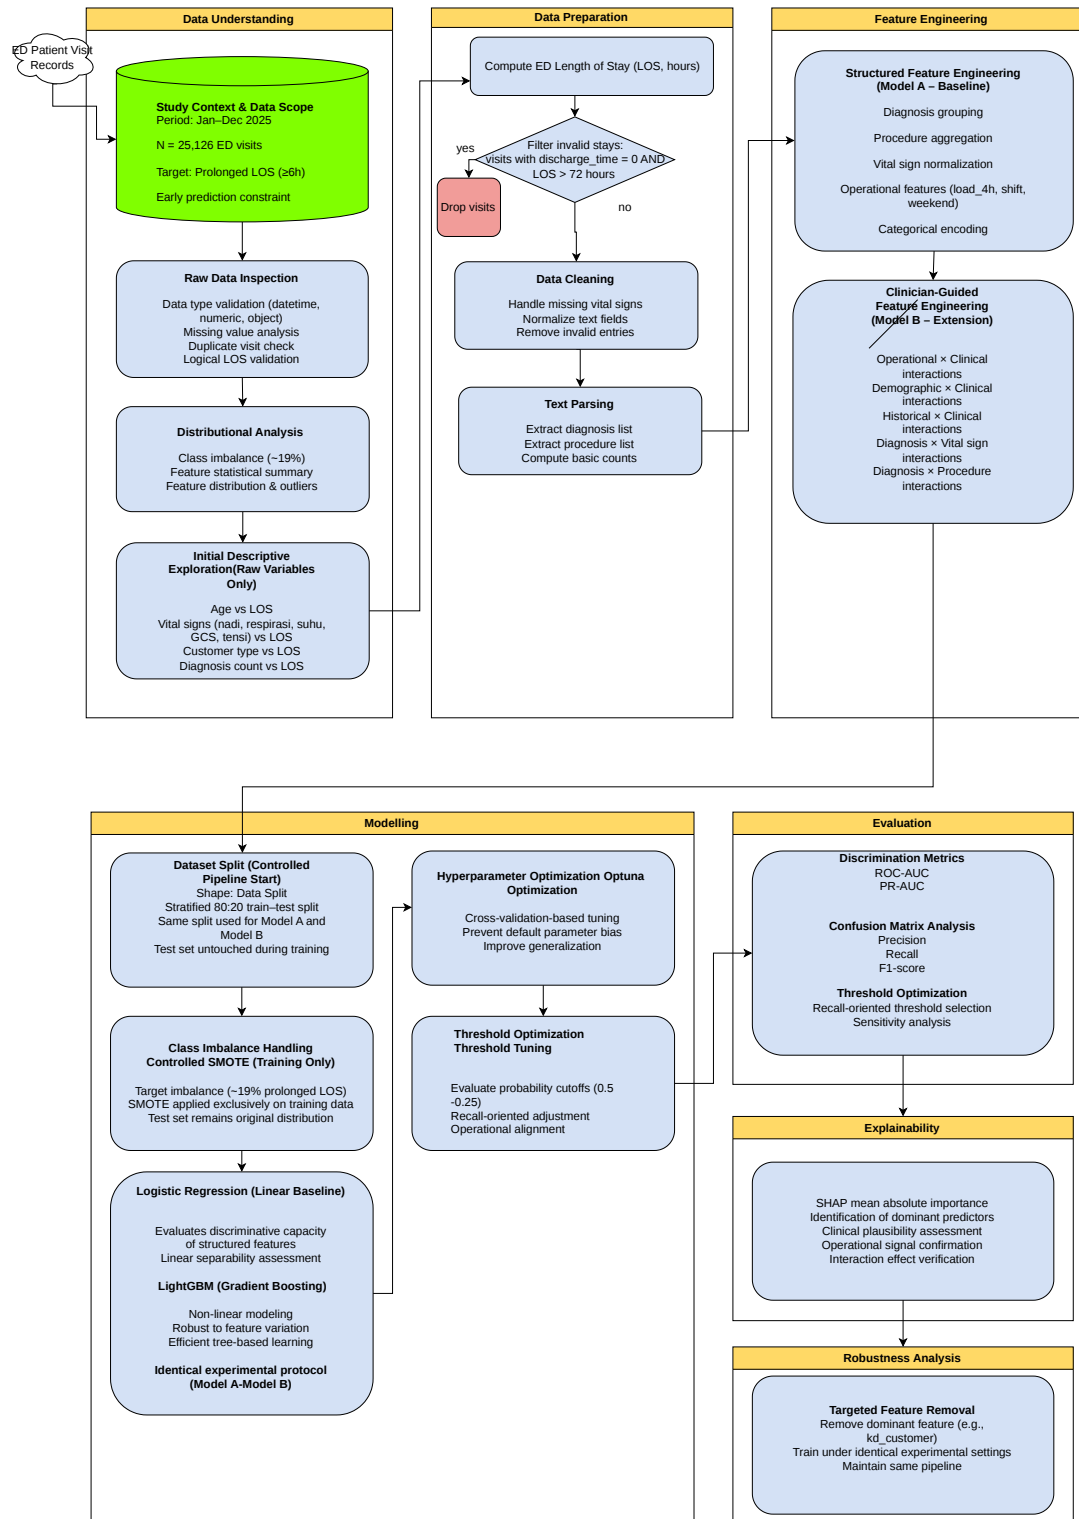 Data Understanding
ED Patient Visit
Records
Study Context & Data Scope
Period: Jan–Dec 2025
N = 25,126 ED visits
Target: Prolonged LOS (≥6h)
Early prediction constraint
Raw Data Inspection
Data type validation (datetime,
numeric, object)
Missing value analysis
Duplicate visit check
Logical LOS validation
Distributional Analysis
Class imbalance (~19%)
Feature statistical summary
Feature distribution & outliers
Initial Descriptive
Exploration(Raw Variables
Only)
Age vs LOS
Vital signs (nadi, respirasi, suhu,
GCS, tensi) vs LOS
Customer type vs LOS
Diagnosis count vs LOS
Data Preparation
Compute ED Length of Stay (LOS, hours)
Filter invalid stays:
visits with discharge_time = 0 AND
LOS > 72 hours
yes
Drop visits
no
Data Cleaning
Handle missing vital signs
Normalize text fields
Remove invalid entries
Text Parsing
Extract diagnosis list
Extract procedure list
Compute basic counts
Feature Engineering
Structured Feature Engineering
(Model A – Baseline)
Diagnosis grouping
Procedure aggregation
Vital sign normalization
Operational features (load_4h, shift,
weekend)
Categorical encoding
Clinician-Guided
Feature Engineering
(Model B – Extension)
Operational × Clinical
interactions
Demographic × Clinical
interactions
Historical × Clinical
interactions
Diagnosis × Vital sign
interactions
Diagnosis × Procedure
interactions
Modelling
Dataset Split (Controlled
Pipeline Start)
Shape: Data Split
Stratified 80:20 train–test split
Same split used for Model A and
Model B
Test set untouched during training
Class Imbalance Handling
Controlled SMOTE (Training Only)
Target imbalance (~19% prolonged LOS)
SMOTE applied exclusively on training data
Test set remains original distribution
Logistic Regression (Linear Baseline)
Evaluates discriminative capacity
of structured features
Linear separability assessment
LightGBM (Gradient Boosting)
Non-linear modeling
Robust to feature variation
Efficient tree-based learning
Identical experimental protocol
(Model A-Model B)
Hyperparameter Optimization Optuna
Optimization
Cross-validation-based tuning
Prevent default parameter bias
Improve generalization
Threshold Optimization
Threshold Tuning
Evaluate probability cutoffs (0.5
-0.25)
Recall-oriented adjustment
Operational alignment
Evaluation
Discrimination Metrics
ROC-AUC
PR-AUC
Confusion Matrix Analysis
Precision
Recall
F1-score
Threshold Optimization
Recall-oriented threshold selection
Sensitivity analysis
Explainability
SHAP mean absolute importance
Identification of dominant predictors
Clinical plausibility assessment
Operational signal confirmation
Interaction effect verification
Robustness Analysis
Targeted Feature Removal
Remove dominant feature (e.g.,
kd_customer)
Train under identical experimental settings
Maintain same pipeline